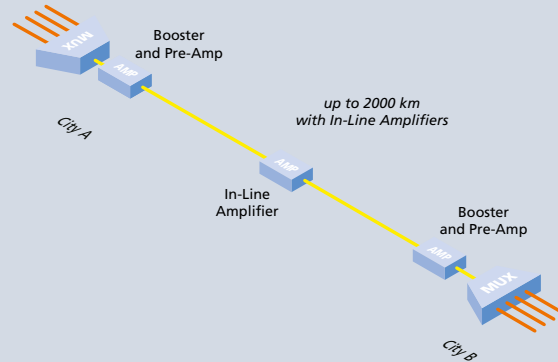 Booster
and Pre-Amp
MUX
AMP
City A
up to 2000 km
with In-Line Amplifiers
AMP
In-Line
Amplifier
Booster
and Pre-Amp
AMP
MUX
City B